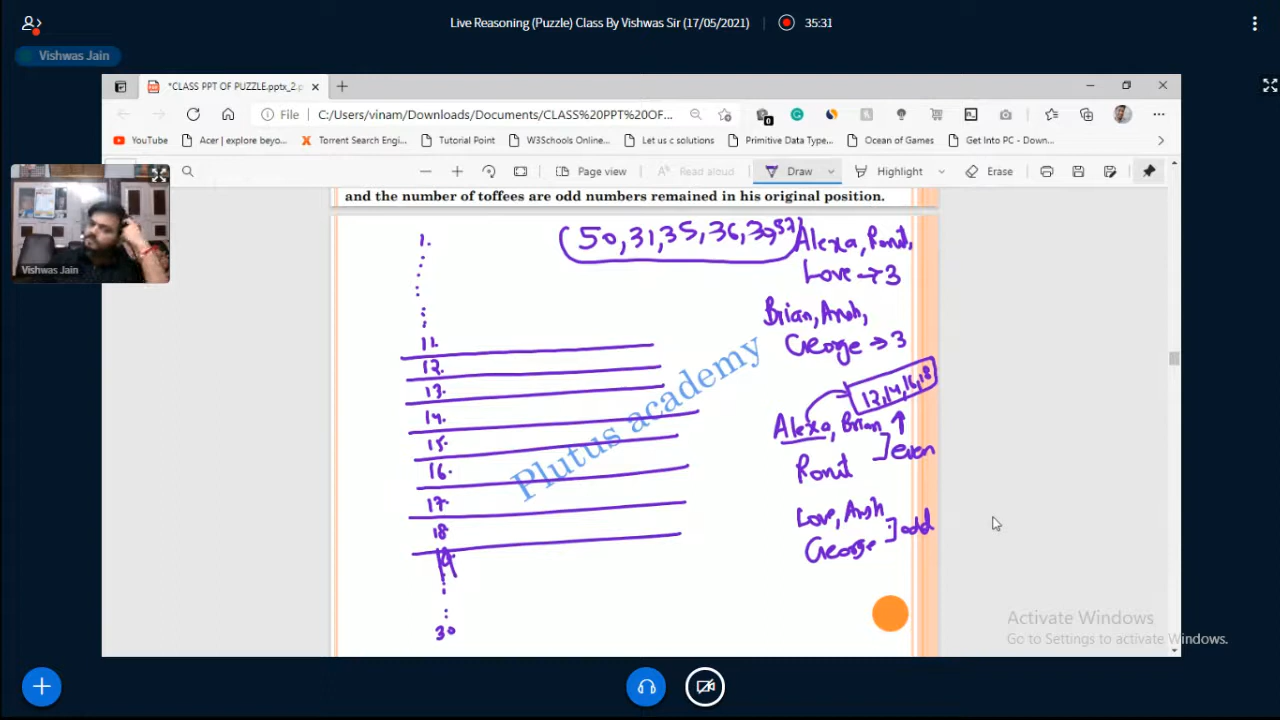 Live Reasoning (Puzzle) Class By Vishwas Sir (17/05/2021)
35:31
Vishwas Jain
*CLASS PPT OF PUZZLE.pptx_2.p
File
C:/Users/vinam/Downloads/Documents/CLASS%20PPT%20OF...
YouTube
Acer | explore beyo...
Torrent Search Engi...
Tutorial Point
W3Schools Online...
Let us c solutions
Primitive Data Type...
Ocean of Games
Get Into PC - Down...
Page view
Read aloud
Draw
Highlight
Erase
Vishwas Jain
and the number of toffees are odd numbers remained in his original position.
1.
(50,31,35,36,39,37)
Alexa, Ronit,
Love → 3
Brian, Ansh,
George → 3
11.
12.
13.
14.
15.
16.
17.
18
19.
30
12,14,16,18
Alexa, Brian
Ronit
even
Love, Ansh
George
odd
Plutus academy
Activate Windows
Go to Settings to activate Windows.